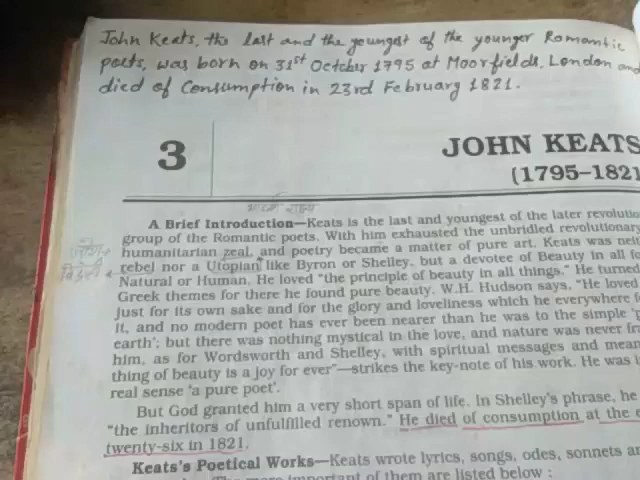 John Keats, the last and the youngest of the younger Romantic
poets, was born on 31st October 1795 at Moorfields, London and
died of Consumption in 23rd February 1821.
3
JOHN KEATS
(1795–1821
A Brief Introduction—Keats is the last and youngest of the later revolutio
group of the Romantic poets. With him exhausted the unbridled revolutionary
humanitarian zeal, and poetry became a matter of pure art. Keats was nei
rebel nor a Utopian like Byron or Shelley, but a devotee of Beauty in all fo
Natural or Human. He loved "the principle of beauty in all things." He turned
Greek themes for there he found pure beauty. W.H. Hudson says, "He loved
just for its own sake and for the glory and loveliness which he everywhere f
it, and no modern poet has ever been nearer than he was to the simple 'p
earth'; but there was nothing mystical in the love, and nature was never fr
him, as for Wordsworth and Shelley, with spiritual messages and mean
thing of beauty is a joy for ever"—strikes the key-note of his work. He was i
real sense 'a pure poet'.
But God granted him a very short span of life. In Shelley's phrase, he
"the inheritors of unfulfilled renown." He died of consumption at the
twenty-six in 1821.
Keats's Poetical Works—Keats wrote lyrics, songs, odes, sonnets an
The more important of them are listed below :